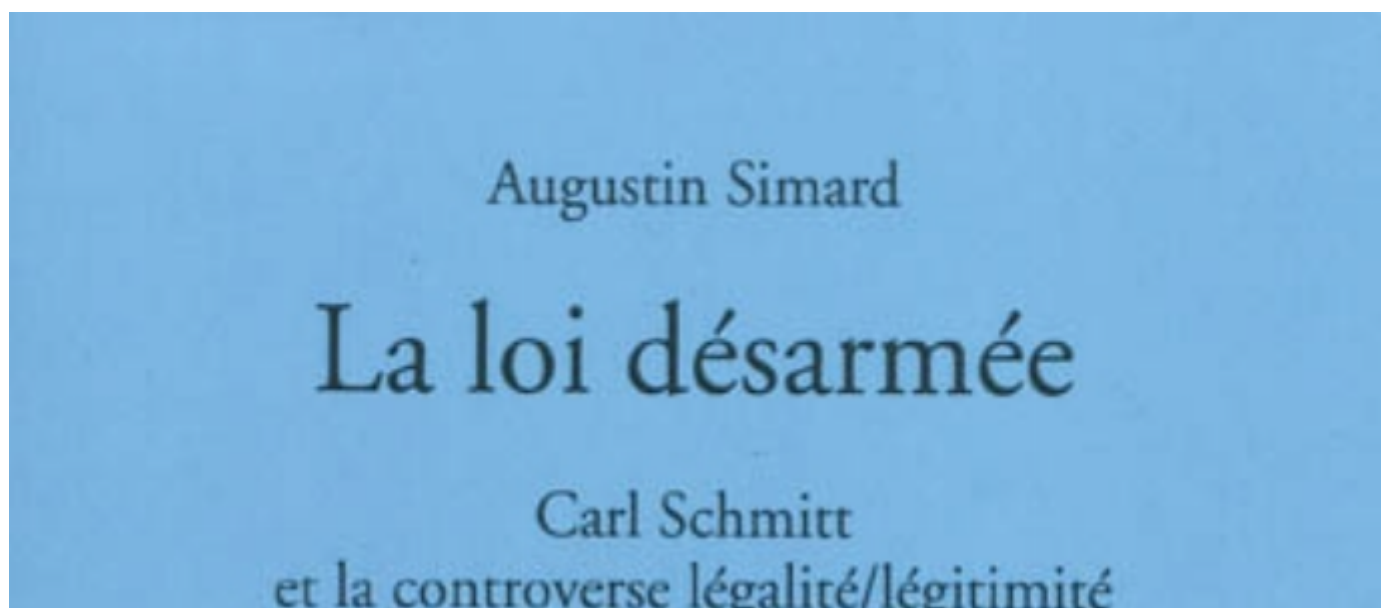 Augustin Simard
La loi désarmée
Carl Schmitt
et la controverse légalité/légitimité